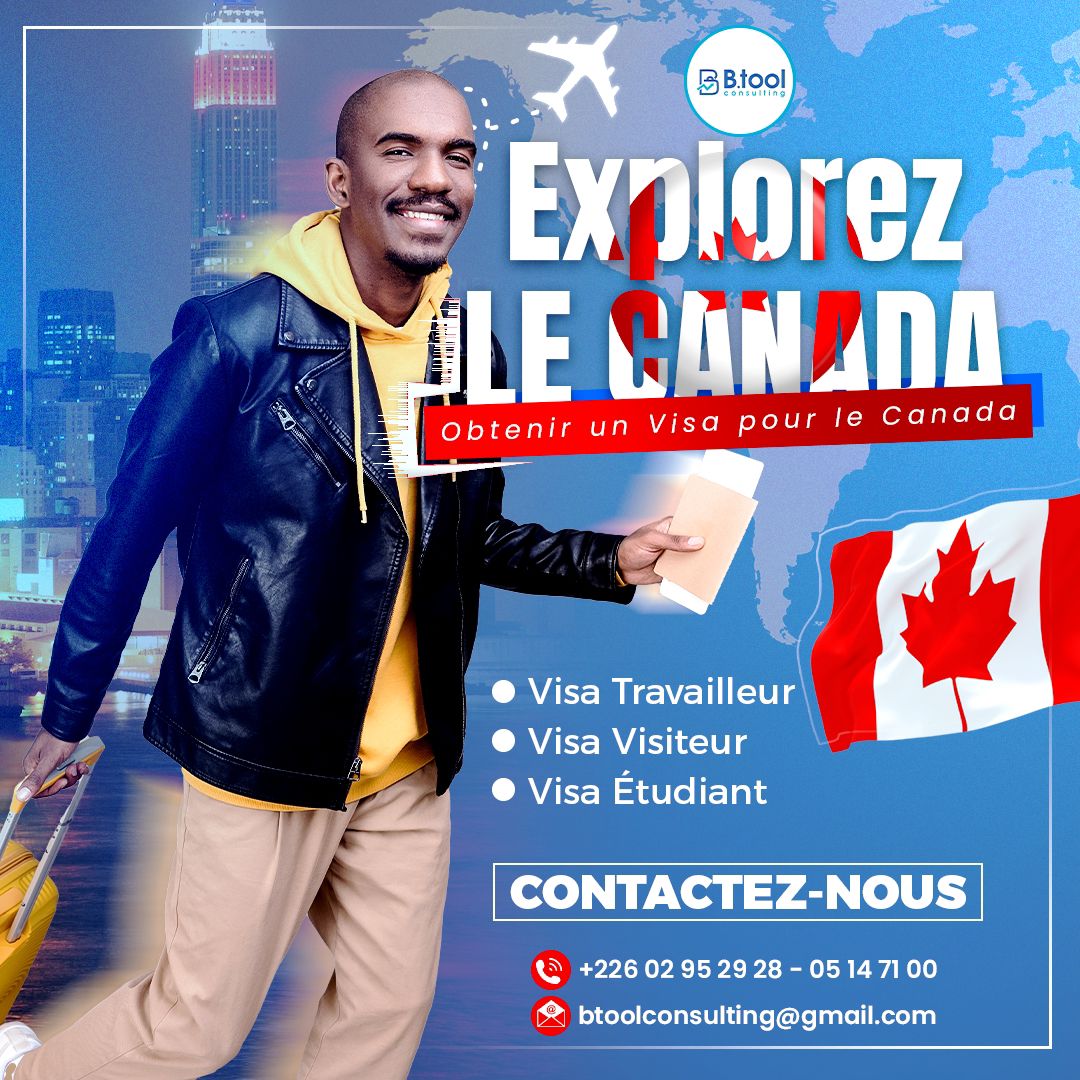 B.tool
consulting
Explorez
LE CANADA
Obtenir un Visa pour le Canada
Visa Travailleur
Visa Visiteur
Visa Étudiant
CONTACTEZ-NOUS
+226 02 95 29 28 - 05 14 71 00
btoolconsulting@gmail.com